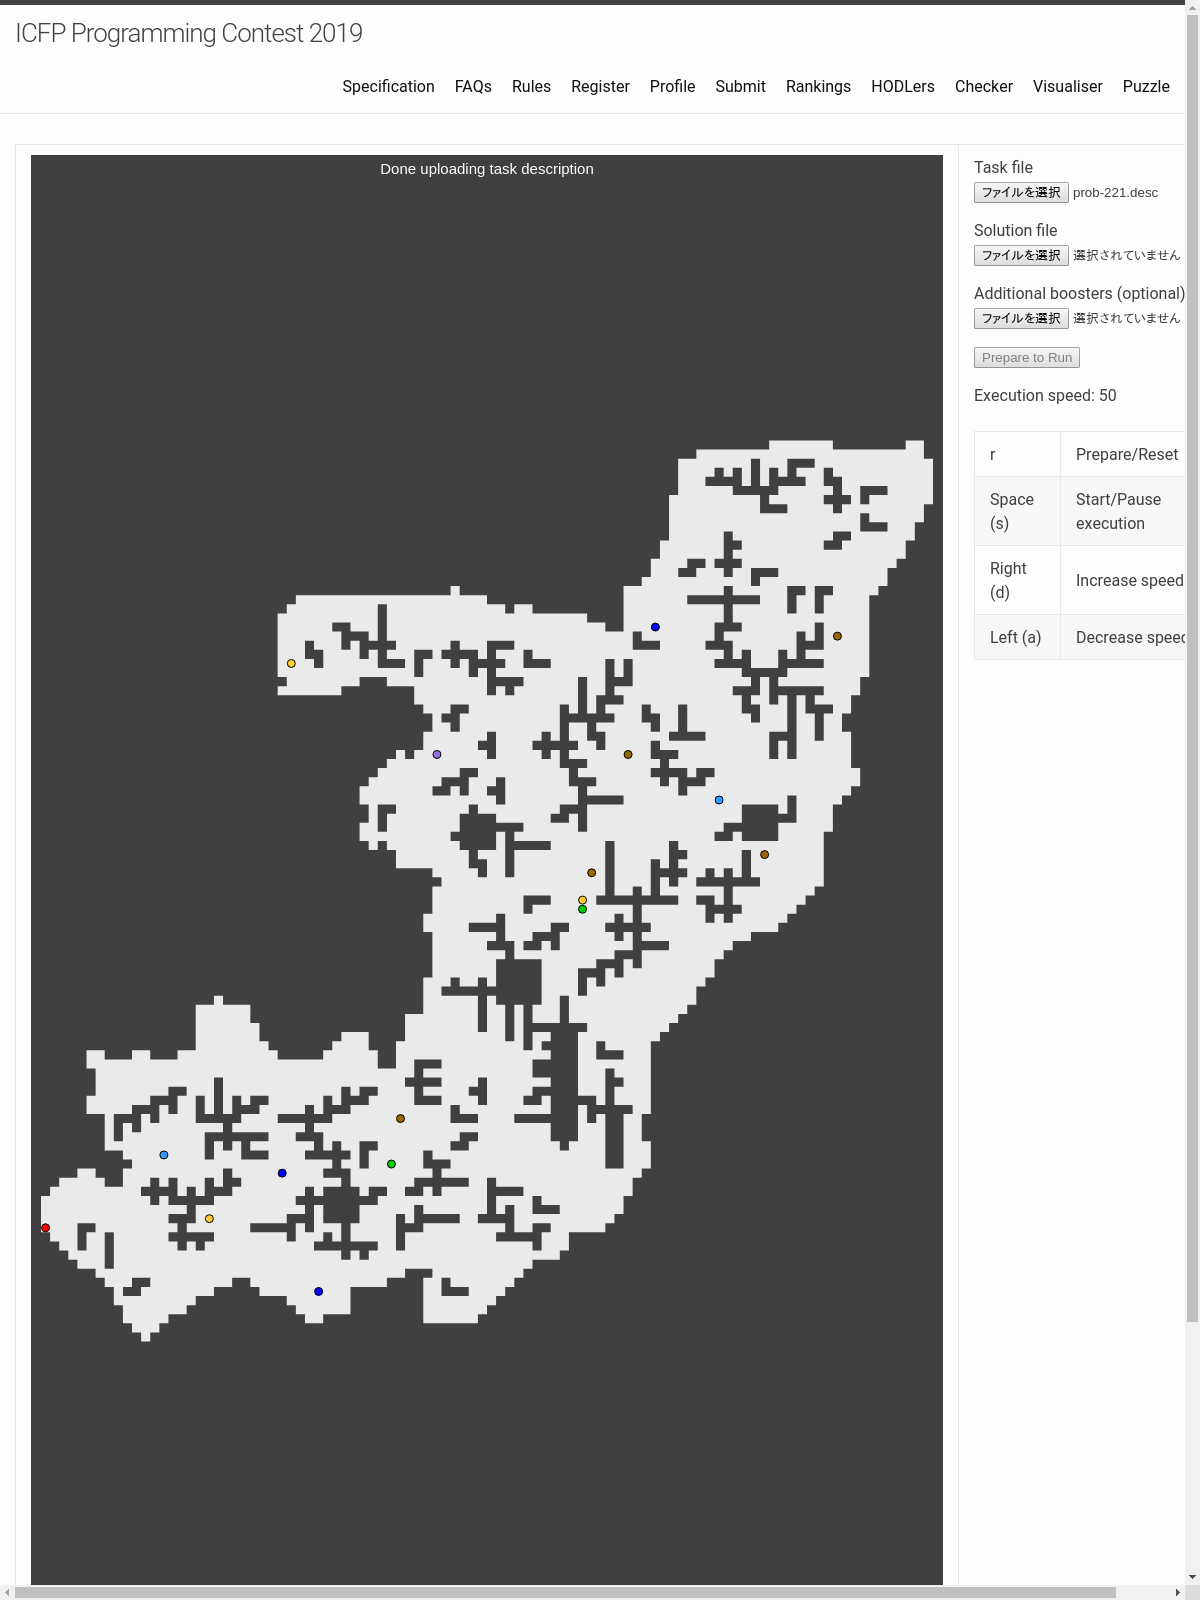 ICFP Programming Contest 2019
Specification FAQs Rules Register Profile Submit Rankings HODLers Checker Visualiser Puzzle
Done uploading task description
Task file
ファイルを選択 prob-221.desc
Solution file
ファイルを選択 選択されていません
Additional boosters (optional)
ファイルを選択 選択されていません
Prepare to Run
Execution speed: 50
r Prepare/Reset
Space (s) Start/Pause execution
Right (d) Increase speed
Left (a) Decrease speed